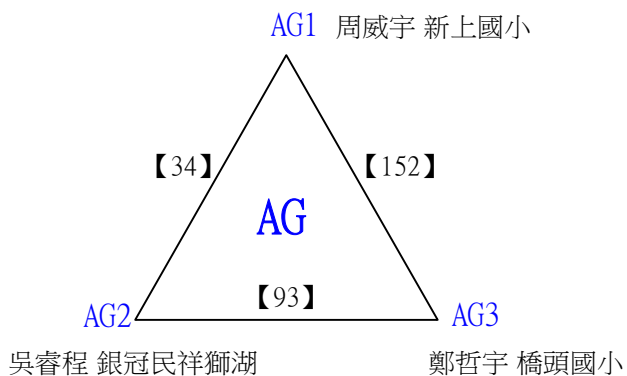 AG1 周威宇 新上國小
【34】 【152】
AG
【93】
AG2 AG3
吳睿程 銀冠民祥獅湖 鄭哲宇 橋頭國小